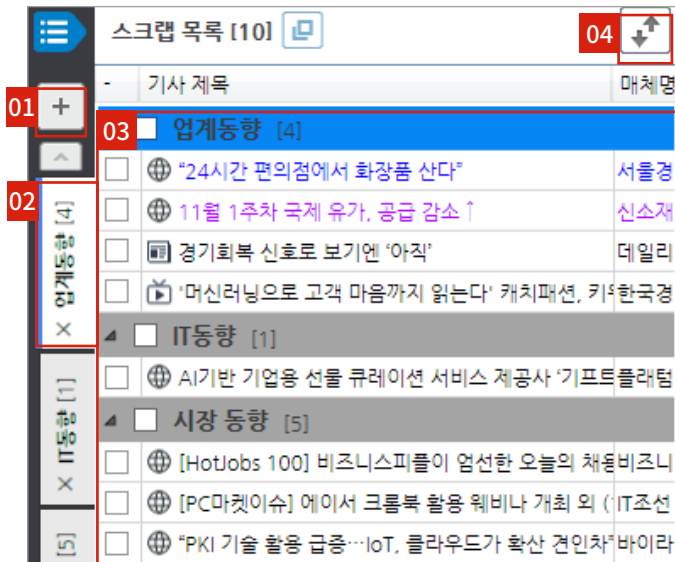 스크랩 목록 [10]
04
- 기사 제목 매체명
01 +
03 업계동향 [4]
“24시간 편의점에서 화장품 산다” 서울경
02
업계동향 [4]
11월 1주차 국제 유가, 공급 감소↑ 신소재
경기회복 신호로 보기엔 ‘아직’ 데일리
'머신러닝으로 고객 마음까지 읽는다' 캐치패션, 한국경
IT동향 [1]
IT동향 [1]
AI기반 기업용 선물 큐레이션 서비스 제공사 ‘기프트 플래텀
시장 동향 [5]
[HotJobs 100] 비즈니스피플이 엄선한 오늘의 채용 비즈니
[PC마켓이슈] 에이서 크롬북 활용 웨비나 개최 외 ( IT조선
[5]
“PKI 기술 활용 급증…IoT, 클라우드가 확산 견인차” 바이라